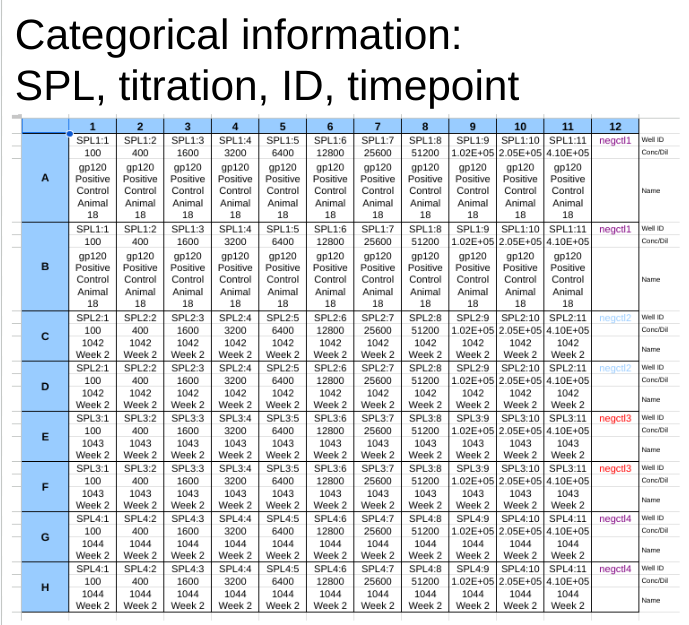 Categorical information:
SPL, titration, ID, timepoint
1 2 3 4 5 6 7 8 9 10 11 12
SPL1:1 SPL1:2 SPL1:3 SPL1:4 SPL1:5 SPL1:6 SPL1:7 SPL1:8 SPL1:9 SPL1:10 SPL1:11 negctl1 Well ID
100 400 1600 3200 6400 12800 25600 51200 1.02E+05 2.05E+05 4.10E+05 Conc/Dil
gp120 gp120 gp120 gp120 gp120 gp120 gp120 gp120 gp120 gp120 gp120
Positive Positive Positive Positive Positive Positive Positive Positive Positive Positive Positive
A Control Control Control Control Control Control Control Control Control Control Control Name
Animal Animal Animal Animal Animal Animal Animal Animal Animal Animal Animal
18 18 18 18 18 18 18 18 18 18 18
SPL1:1 SPL1:2 SPL1:3 SPL1:4 SPL1:5 SPL1:6 SPL1:7 SPL1:8 SPL1:9 SPL1:10 SPL1:11 negctl1 Well ID
100 400 1600 3200 6400 12800 25600 51200 1.02E+05 2.05E+05 4.10E+05 Conc/Dil
gp120 gp120 gp120 gp120 gp120 gp120 gp120 gp120 gp120 gp120 gp120
B Positive Positive Positive Positive Positive Positive Positive Positive Positive Positive Positive
Control Control Control Control Control Control Control Control Control Control Control Name
Animal Animal Animal Animal Animal Animal Animal Animal Animal Animal Animal
18 18 18 18 18 18 18 18 18 18 18
SPL2:1 SPL2:2 SPL2:3 SPL2:4 SPL2:5 SPL2:6 SPL2:7 SPL2:8 SPL2:9 SPL2:10 SPL2:11 negctl2 Well ID
C 100 400 1600 3200 6400 12800 25600 51200 1.02E+05 2.05E+05 4.10E+05 Conc/Dil
1042 1042 1042 1042 1042 1042 1042 1042 1042 1042 1042 Name
Week 2 Week 2 Week 2 Week 2 Week 2 Week 2 Week 2 Week 2 Week 2 Week 2 Week 2
SPL2:1 SPL2:2 SPL2:3 SPL2:4 SPL2:5 SPL2:6 SPL2:7 SPL2:8 SPL2:9 SPL2:10 SPL2:11 negctl2 Well ID
D 100 400 1600 3200 6400 12800 25600 51200 1.02E+05 2.05E+05 4.10E+05 Conc/Dil
1042 1042 1042 1042 1042 1042 1042 1042 1042 1042 1042 Name
Week 2 Week 2 Week 2 Week 2 Week 2 Week 2 Week 2 Week 2 Week 2 Week 2 Week 2
SPL3:1 SPL3:2 SPL3:3 SPL3:4 SPL3:5 SPL3:6 SPL3:7 SPL3:8 SPL3:9 SPL3:10 SPL3:11 negctl3 Well ID
E 100 400 1600 3200 6400 12800 25600 51200 1.02E+05 2.05E+05 4.10E+05 Conc/Dil
1043 1043 1043 1043 1043 1043 1043 1043 1043 1043 1043 Name
Week 2 Week 2 Week 2 Week 2 Week 2 Week 2 Week 2 Week 2 Week 2 Week 2 Week 2
SPL3:1 SPL3:2 SPL3:3 SPL3:4 SPL3:5 SPL3:6 SPL3:7 SPL3:8 SPL3:9 SPL3:10 SPL3:11 negctl3 Well ID
F 100 400 1600 3200 6400 12800 25600 51200 1.02E+05 2.05E+05 4.10E+05 Conc/Dil
1043 1043 1043 1043 1043 1043 1043 1043 1043 1043 1043 Name
Week 2 Week 2 Week 2 Week 2 Week 2 Week 2 Week 2 Week 2 Week 2 Week 2 Week 2
SPL4:1 SPL4:2 SPL4:3 SPL4:4 SPL4:5 SPL4:6 SPL4:7 SPL4:8 SPL4:9 SPL4:10 SPL4:11 negctl4 Well ID
G 100 400 1600 3200 6400 12800 25600 51200 1.02E+05 2.05E+05 4.10E+05 Conc/Dil
1044 1044 1044 1044 1044 1044 1044 1044 1044 1044 1044 Name
Week 2 Week 2 Week 2 Week 2 Week 2 Week 2 Week 2 Week 2 Week 2 Week 2 Week 2
SPL4:1 SPL4:2 SPL4:3 SPL4:4 SPL4:5 SPL4:6 SPL4:7 SPL4:8 SPL4:9 SPL4:10 SPL4:11 negctl4 Well ID
H 100 400 1600 3200 6400 12800 25600 51200 1.02E+05 2.05E+05 4.10E+05 Conc/Dil
1044 1044 1044 1044 1044 1044 1044 1044 1044 1044 1044 Name
Week 2 Week 2 Week 2 Week 2 Week 2 Week 2 Week 2 Week 2 Week 2 Week 2 Week 2